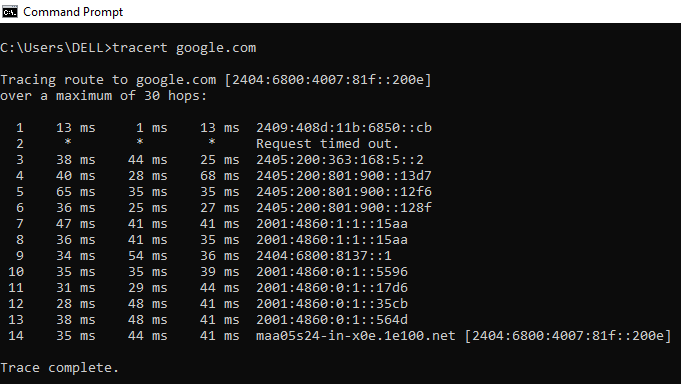 Command Prompt
C:\Users\DELL>tracert google.com
Tracing route to google.com [2404:6800:4007:81f::200e]
over a maximum of 30 hops:
1 13 ms 1 ms 13 ms 2409:408d:11b:6850::cb
2 * * * Request timed out.
3 38 ms 44 ms 25 ms 2405:200:363:168:5::2
4 40 ms 28 ms 68 ms 2405:200:801:900::13d7
5 65 ms 35 ms 35 ms 2405:200:801:900::12f6
6 36 ms 25 ms 27 ms 2405:200:801:900::128f
7 47 ms 41 ms 41 ms 2001:4860:1:1::15aa
8 36 ms 41 ms 35 ms 2001:4860:1:1::15aa
9 34 ms 54 ms 36 ms 2404:6800:8137::1
10 35 ms 35 ms 39 ms 2001:4860:0:1::5596
11 31 ms 29 ms 44 ms 2001:4860:0:1::17d6
12 28 ms 48 ms 41 ms 2001:4860:0:1::35cb
13 38 ms 48 ms 41 ms 2001:4860:0:1::564d
14 35 ms 44 ms 41 ms maa05s24-in-x0e.1e100.net [2404:6800:4007:81f::200e]
Trace complete.